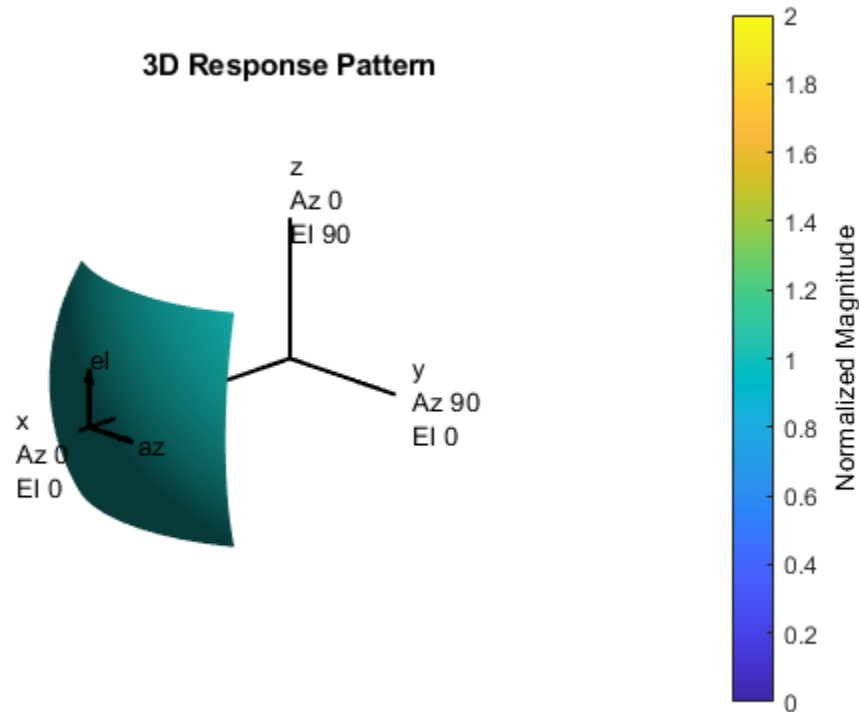 3D Response Pattern
z
Az 0
El 90
el
az
x
Az 0
El 0
y
Az 90
El 0
2
1.8
1.6
1.4
1.2
1
0.8
0.6
0.4
0.2
0
Normalized Magnitude